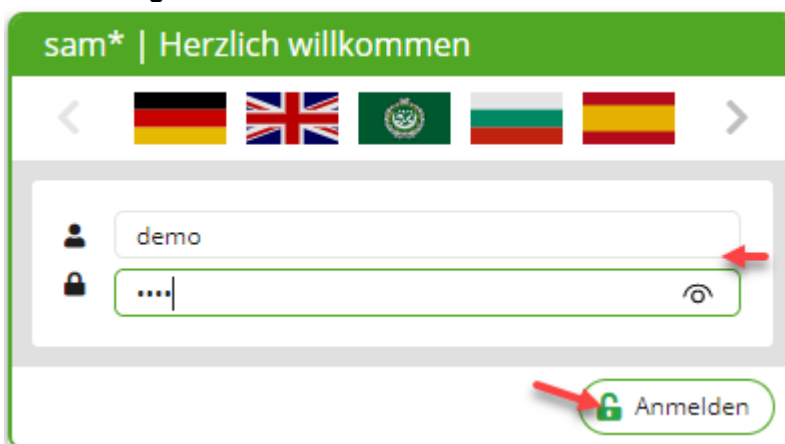 sam* | Herzlich willkommen
demo
••••
Anmelden